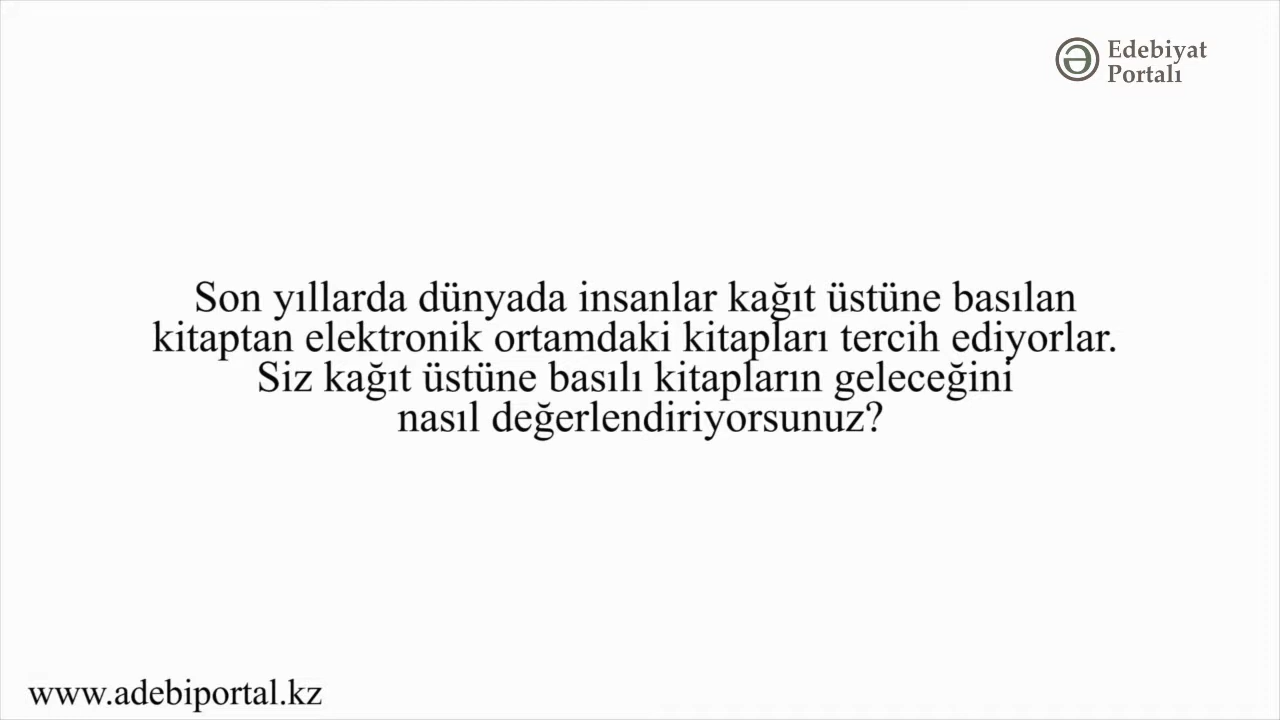 Edebiyat
Portalı
Son yıllarda dünyada insanlar kağıt üstüne basılan
kitaptan elektronik ortamdaki kitapları tercih ediyorlar.
Siz kağıt üstüne basılı kitapların geleceğini
nasıl değerlendiriyorsunuz?
www.adebiportal.kz